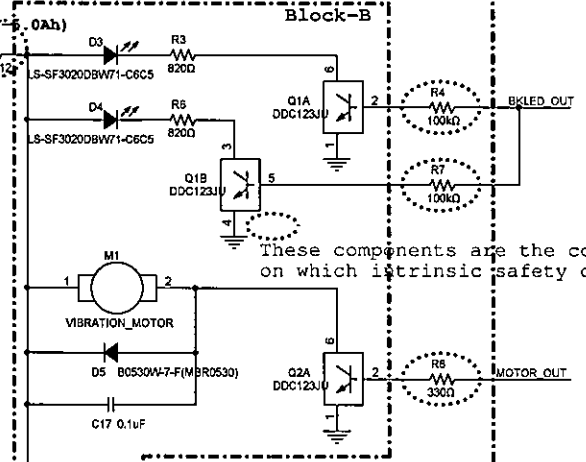 .0Ah)
Block-B
D3
R3
LS-SF3020DBW71-C6C5
820Ω
6
Q1A
DDC123JU
2
1
R4
100kΩ
BKLED_OUT
D4
R6
LS-SF3020DBW71-C6C5
820Ω
3
Q1B
DDC123JU
5
4
R7
100kΩ
These components are the co
on which intrinsic safety
M1
1
2
VIBRATION_MOTOR
D5 B0530W-7-F(MBR0530)
C17 0.1uF
6
Q2A
DDC123JU
2
1
330Ω
MOTOR_OUT